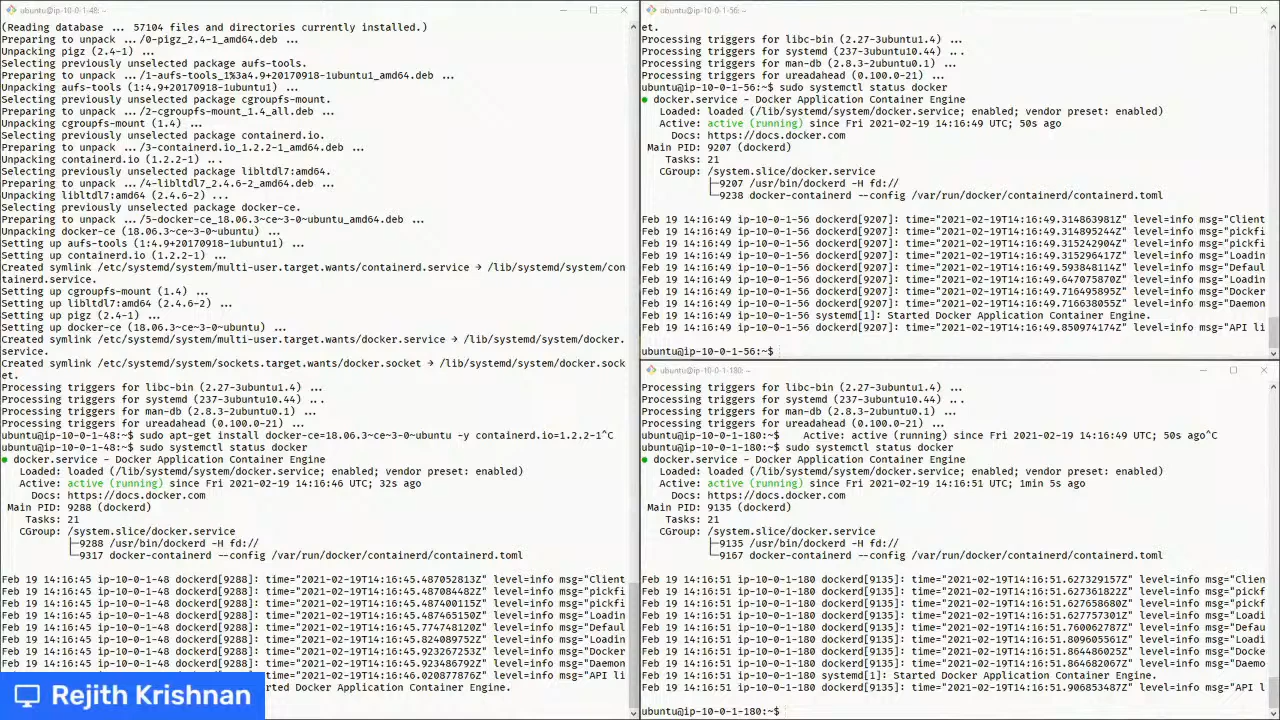 ubuntu@ip-10-0-1-48: ~
(Reading database ... 57104 files and directories currently installed.)
Preparing to unpack .../0-pigz_2.4-1_amd64.deb ...
Unpacking pigz (2.4-1) ...
Selecting previously unselected package aufs-tools.
Preparing to unpack .../1-aufs-tools_1%3a4.9+20170918-1ubuntu1_amd64.deb ...
Unpacking aufs-tools (1:4.9+20170918-1ubuntu1) ...
Selecting previously unselected package cgroupfs-mount.
Preparing to unpack .../2-cgroupfs-mount_1.4_all.deb ...
Unpacking cgroupfs-mount (1.4) ...
Selecting previously unselected package containerd.io.
Preparing to unpack .../3-containerd.io_1.2.2-1_amd64.deb ...
Unpacking containerd.io (1.2.2-1) ...
Selecting previously unselected package libltdl7:amd64.
Preparing to unpack .../4-libltdl7_2.4.6-2_amd64.deb ...
Unpacking libltdl7:amd64 (2.4.6-2) ...
Selecting previously unselected package docker-ce.
Preparing to unpack .../5-docker-ce_18.06.3~ce~3-0~ubuntu_amd64.deb ...
Unpacking docker-ce (18.06.3~ce~3-0~ubuntu) ...
Setting up aufs-tools (1:4.9+20170918-1ubuntu1) ...
Setting up containerd.io (1.2.2-1) ...
Created symlink /etc/systemd/system/multi-user.target.wants/containerd.service → /lib/systemd/system/con
tainerd.service.
Setting up cgroupfs-mount (1.4) ...
Setting up libltdl7:amd64 (2.4.6-2) ...
Setting up pigz (2.4-1) ...
Setting up docker-ce (18.06.3~ce~3-0~ubuntu) ...
Created symlink /etc/systemd/system/multi-user.target.wants/docker.service → /lib/systemd/system/docker.
service.
Created symlink /etc/systemd/system/sockets.target.wants/docker.socket → /lib/systemd/system/docker.sock
et.
Processing triggers for libc-bin (2.27-3ubuntu1.4) ...
Processing triggers for systemd (237-3ubuntu10.44) ...
Processing triggers for man-db (2.8.3-2ubuntu0.1) ...
Processing triggers for ureadahead (0.100.0-21) ...
ubuntu@ip-10-0-1-48:~$ sudo apt-get install docker-ce=18.06.3~ce~3-0~ubuntu -y containerd.io=1.2.2-1^C
ubuntu@ip-10-0-1-48:~$ sudo systemctl status docker
● docker.service - Docker Application Container Engine
Loaded: loaded (/lib/systemd/system/docker.service; enabled; vendor preset: enabled)
Active: active (running) since Fri 2021-02-19 14:16:46 UTC; 32s ago
Docs: https://docs.docker.com
Main PID: 9288 (dockerd)
Tasks: 21
CGroup: /system.slice/docker.service
├─9288 /usr/bin/dockerd -H fd://
└─9317 docker-containerd --config /var/run/docker/containerd/containerd.toml
Feb 19 14:16:45 ip-10-0-1-48 dockerd[9288]: time="2021-02-19T14:16:45.487052813Z" level=info msg="Client
Feb 19 14:16:45 ip-10-0-1-48 dockerd[9288]: time="2021-02-19T14:16:45.487084482Z" level=info msg="pickfi
Feb 19 14:16:45 ip-10-0-1-48 dockerd[9288]: time="2021-02-19T14:16:45.487400115Z" level=info msg="pickfi
Feb 19 14:16:45 ip-10-0-1-48 dockerd[9288]: time="2021-02-19T14:16:45.487465150Z" level=info msg="Loadin
Feb 19 14:16:45 ip-10-0-1-48 dockerd[9288]: time="2021-02-19T14:16:45.774748120Z" level=info msg="Defaul
Feb 19 14:16:45 ip-10-0-1-48 dockerd[9288]: time="2021-02-19T14:16:45.824089752Z" level=info msg="Loadin
Feb 19 14:16:45 ip-10-0-1-48 dockerd[9288]: time="2021-02-19T14:16:45.923267253Z" level=info msg="Docker
Feb 19 14:16:45 ip-10-0-1-48 dockerd[9288]: time="2021-02-19T14:16:45.923486792Z" level=info msg="Daemon
Feb 19 14:16:46 ip-10-0-1-48 dockerd[9288]: time="2021-02-19T14:16:46.020877876Z" level=info msg="API li
rted Docker Application Container Engine.
Rejith Krishnan
ubuntu@ip-10-0-1-56: ~
et.
Processing triggers for libc-bin (2.27-3ubuntu1.4) ...
Processing triggers for systemd (237-3ubuntu10.44) ...
Processing triggers for man-db (2.8.3-2ubuntu0.1) ...
Processing triggers for ureadahead (0.100.0-21) ...
ubuntu@ip-10-0-1-56:~$ sudo systemctl status docker
● docker.service - Docker Application Container Engine
Loaded: loaded (/lib/systemd/system/docker.service; enabled; vendor preset: enabled)
Active: active (running) since Fri 2021-02-19 14:16:49 UTC; 50s ago
Docs: https://docs.docker.com
Main PID: 9207 (dockerd)
Tasks: 21
CGroup: /system.slice/docker.service
├─9207 /usr/bin/dockerd -H fd://
└─9238 docker-containerd --config /var/run/docker/containerd/containerd.toml
Feb 19 14:16:49 ip-10-0-1-56 dockerd[9207]: time="2021-02-19T14:16:49.314863981Z" level=info msg="Client
Feb 19 14:16:49 ip-10-0-1-56 dockerd[9207]: time="2021-02-19T14:16:49.314895244Z" level=info msg="pickfi
Feb 19 14:16:49 ip-10-0-1-56 dockerd[9207]: time="2021-02-19T14:16:49.315242904Z" level=info msg="pickfi
Feb 19 14:16:49 ip-10-0-1-56 dockerd[9207]: time="2021-02-19T14:16:49.315296417Z" level=info msg="Loadin
Feb 19 14:16:49 ip-10-0-1-56 dockerd[9207]: time="2021-02-19T14:16:49.593848114Z" level=info msg="Defaul
Feb 19 14:16:49 ip-10-0-1-56 dockerd[9207]: time="2021-02-19T14:16:49.647075870Z" level=info msg="Loadin
Feb 19 14:16:49 ip-10-0-1-56 dockerd[9207]: time="2021-02-19T14:16:49.716495895Z" level=info msg="Docker
Feb 19 14:16:49 ip-10-0-1-56 dockerd[9207]: time="2021-02-19T14:16:49.716638055Z" level=info msg="Daemon
Feb 19 14:16:49 ip-10-0-1-56 systemd[1]: Started Docker Application Container Engine.
Feb 19 14:16:49 ip-10-0-1-56 dockerd[9207]: time="2021-02-19T14:16:49.850974174Z" level=info msg="API li
ubuntu@ip-10-0-1-56:~$
ubuntu@ip-10-0-1-180: ~
Processing triggers for libc-bin (2.27-3ubuntu1.4) ...
Processing triggers for systemd (237-3ubuntu10.44) ...
Processing triggers for man-db (2.8.3-2ubuntu0.1) ...
Processing triggers for ureadahead (0.100.0-21) ...
ubuntu@ip-10-0-1-180:~$    Active: active (running) since Fri 2021-02-19 14:16:49 UTC; 50s ago^C
ubuntu@ip-10-0-1-180:~$ sudo systemctl status docker
● docker.service - Docker Application Container Engine
Loaded: loaded (/lib/systemd/system/docker.service; enabled; vendor preset: enabled)
Active: active (running) since Fri 2021-02-19 14:16:51 UTC; 1min 5s ago
Docs: https://docs.docker.com
Main PID: 9135 (dockerd)
Tasks: 21
CGroup: /system.slice/docker.service
├─9135 /usr/bin/dockerd -H fd://
└─9167 docker-containerd --config /var/run/docker/containerd/containerd.toml
Feb 19 14:16:51 ip-10-0-1-180 dockerd[9135]: time="2021-02-19T14:16:51.627329157Z" level=info msg="Clien
Feb 19 14:16:51 ip-10-0-1-180 dockerd[9135]: time="2021-02-19T14:16:51.627361822Z" level=info msg="pickf
Feb 19 14:16:51 ip-10-0-1-180 dockerd[9135]: time="2021-02-19T14:16:51.627658680Z" level=info msg="pickf
Feb 19 14:16:51 ip-10-0-1-180 dockerd[9135]: time="2021-02-19T14:16:51.627757301Z" level=info msg="Loadi
Feb 19 14:16:51 ip-10-0-1-180 dockerd[9135]: time="2021-02-19T14:16:51.760062787Z" level=info msg="Defau
Feb 19 14:16:51 ip-10-0-1-180 dockerd[9135]: time="2021-02-19T14:16:51.809605561Z" level=info msg="Loadi
Feb 19 14:16:51 ip-10-0-1-180 dockerd[9135]: time="2021-02-19T14:16:51.864486025Z" level=info msg="Docke
Feb 19 14:16:51 ip-10-0-1-180 dockerd[9135]: time="2021-02-19T14:16:51.864682067Z" level=info msg="Daemo
Feb 19 14:16:51 ip-10-0-1-180 systemd[1]: Started Docker Application Container Engine.
Feb 19 14:16:51 ip-10-0-1-180 dockerd[9135]: time="2021-02-19T14:16:51.906853487Z" level=info msg="API l
ubuntu@ip-10-0-1-180:~$